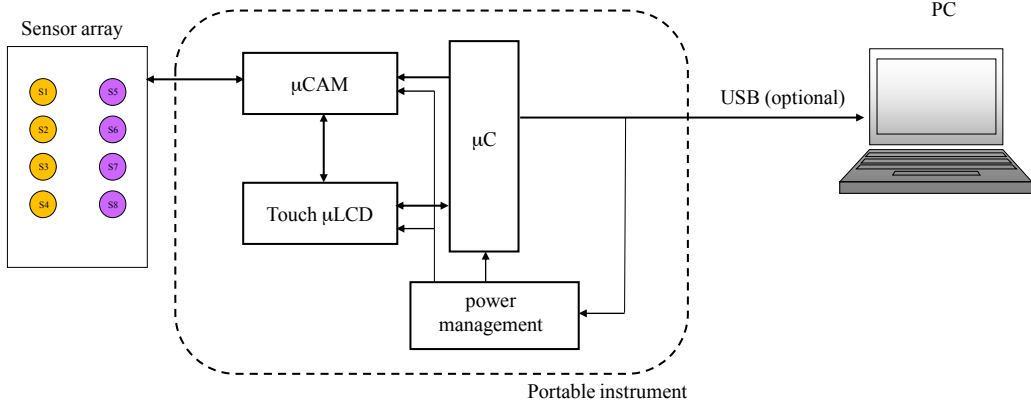 PC
Sensor array
S1
S5
S2
S6
S3
S7
S4
S8
μCAM
Touch μLCD
μC
power
management
USB (optional)
Portable instrument